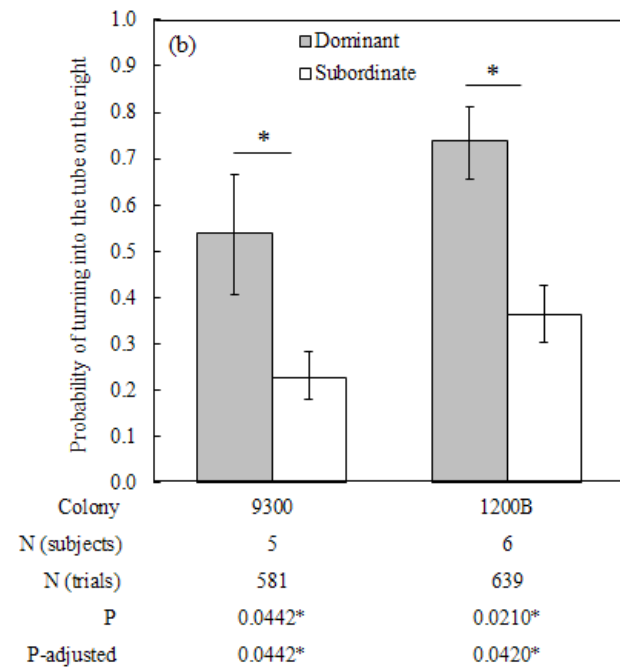 (b)
Dominant
Subordinate
*
*
Probability of turning into the tube on the right
1.0
0.9
0.8
0.7
0.6
0.5
0.4
0.3
0.2
0.1
0.0
Colony 9300 1200B
N (subjects) 5 6
N (trials) 581 639
P 0.0442* 0.0210*
P-adjusted 0.0442* 0.0420*